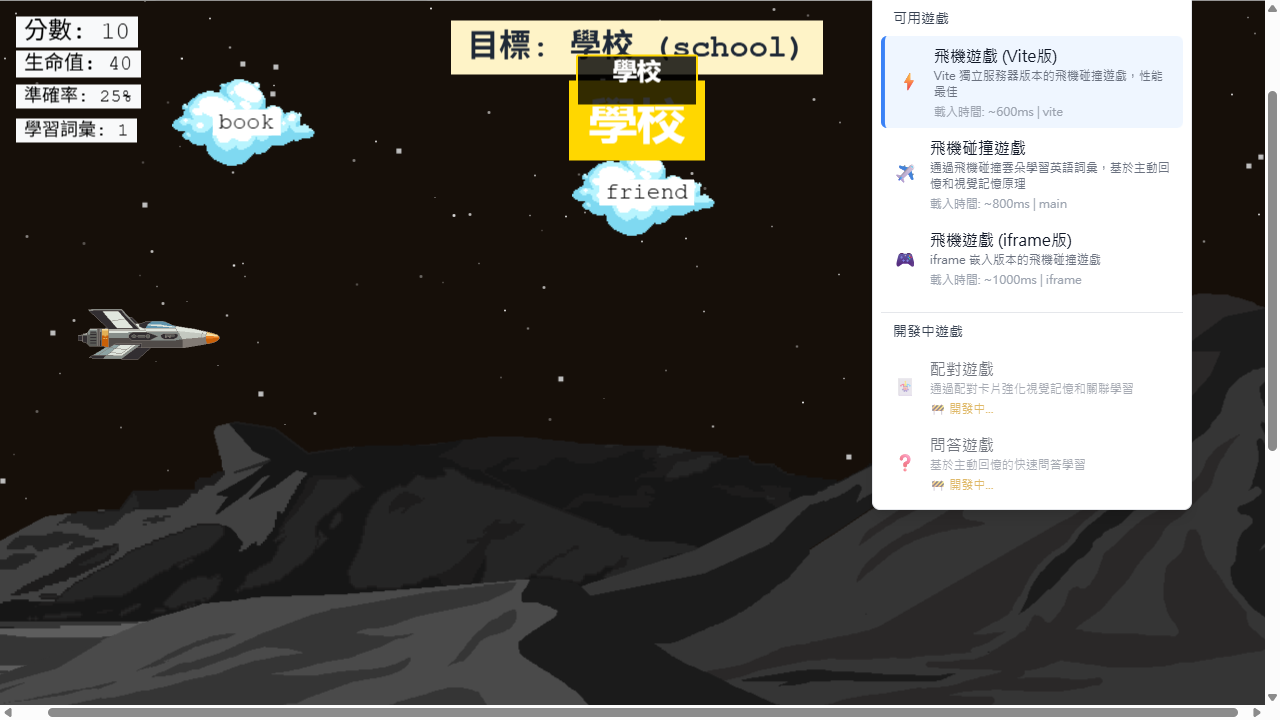 分數: 10
生命值: 40
準確率: 25%
學習詞彙: 1
目標: 學校 (school)
學校
學校
book
friend
可用遊戲
飛機遊戲 (Vite版)
Vite 獨立服務器版本的飛機碰撞遊戲，性能
最佳
載入時間: ~600ms | vite
飛機碰撞遊戲
通過飛機碰撞雲朵學習英語詞彙，基於主動回
憶和視覺記憶原理
載入時間: ~800ms | main
飛機遊戲 (iframe版)
iframe 嵌入版本的飛機碰撞遊戲
載入時間: ~1000ms | iframe
開發中遊戲
配對遊戲
通過配對卡片強化視覺記憶和關聯學習
開發中...
問答遊戲
基於主動回憶的快速問答學習
開發中...